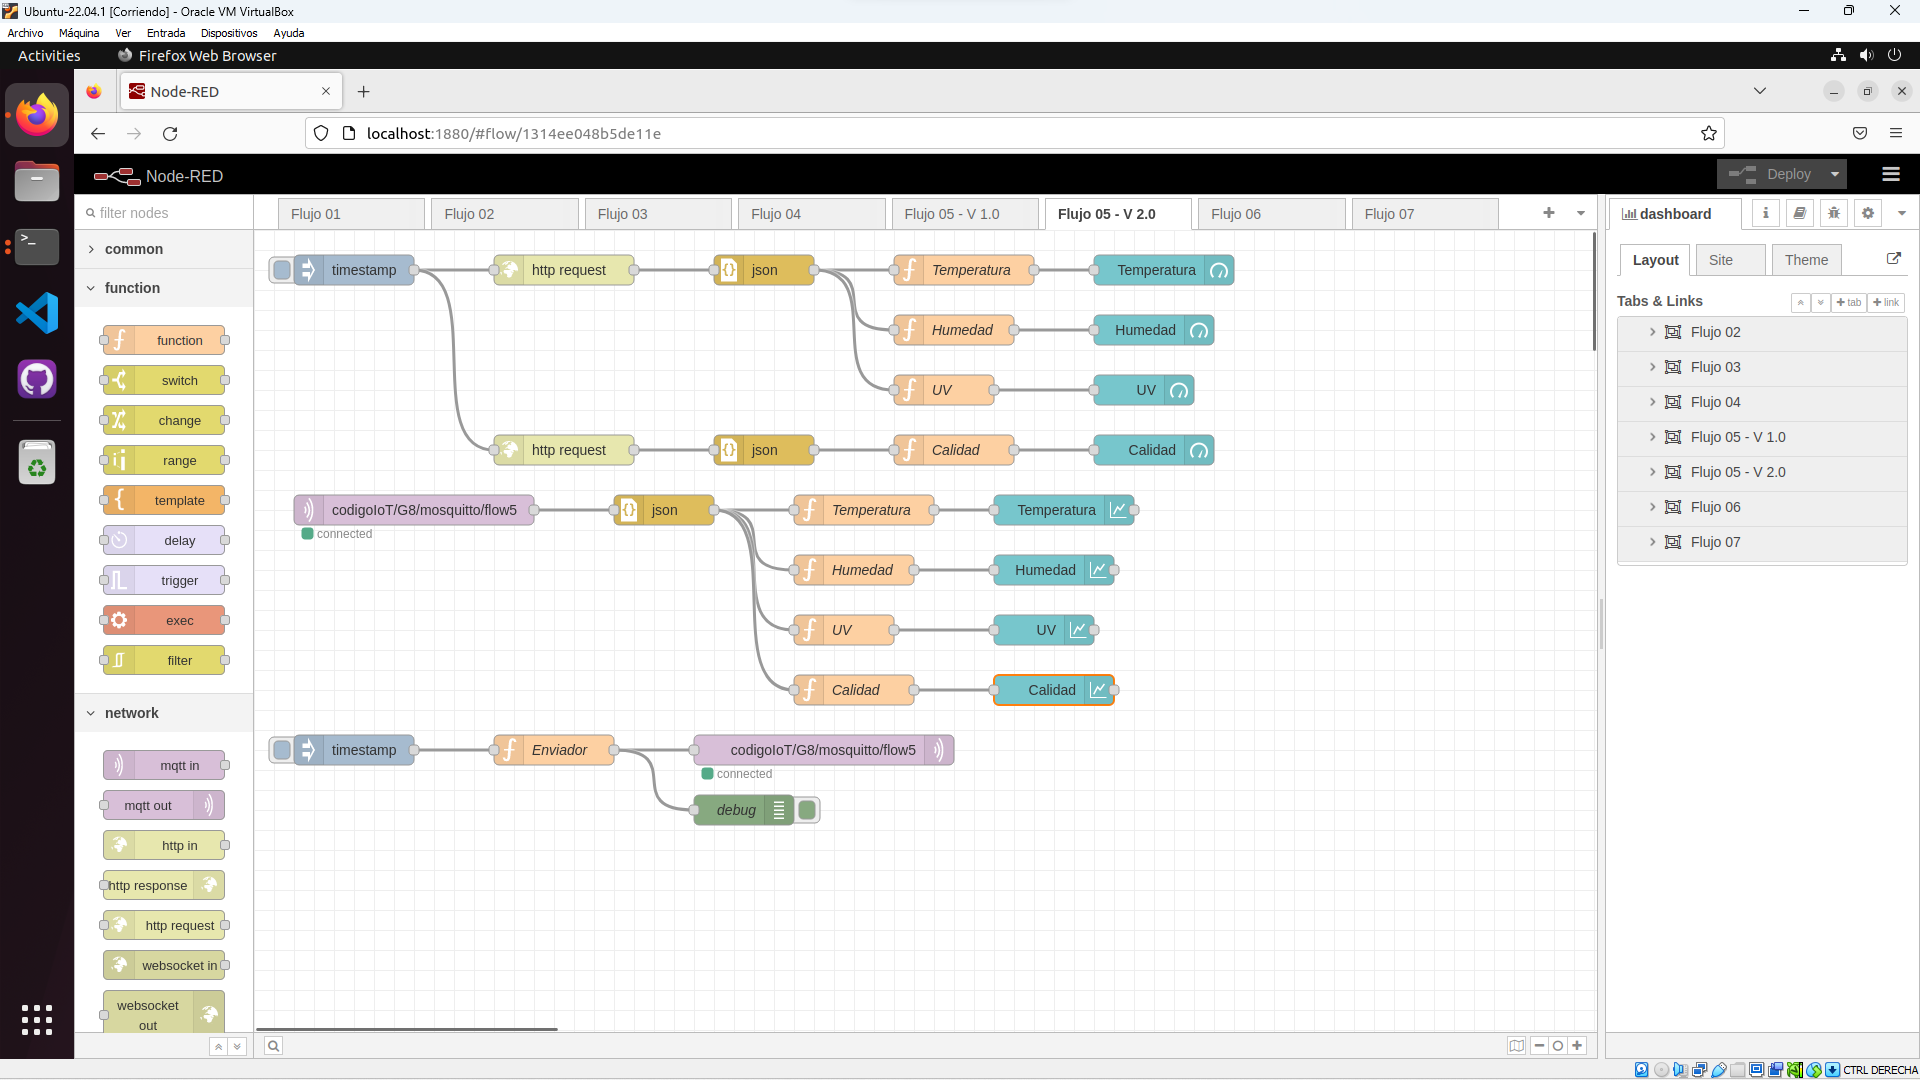 Ubuntu-22.04.1 [Corriendo] - Oracle VM VirtualBox
Archivo Máquina Ver Entrada Dispositivos Ayuda
Activities Firefox Web Browser
Node-RED
localhost:1880/#flow/1314ee048b5de11e
Node-RED Deploy
filter nodes
Flujo 01 Flujo 02 Flujo 03 Flujo 04 Flujo 05 - V 1.0 Flujo 05 - V 2.0 Flujo 06 Flujo 07
common
function
function
switch
change
range
template
delay
trigger
exec
filter
network
mqtt in
mqtt out
http in
http response
http request
websocket in
websocket
out
timestamp http request json Temperatura Temperatura
Humedad Humedad
UV UV
http request json Calidad Calidad
codigoIoT/G8/mosquitto/flow5 json Temperatura Temperatura
connected
Humedad Humedad
UV UV
Calidad Calidad
timestamp Enviador codigoIoT/G8/mosquitto/flow5
connected
debug
dashboard
Layout Site Theme
Tabs & Links tab link
Flujo 02
Flujo 03
Flujo 04
Flujo 05 - V 1.0
Flujo 05 - V 2.0
Flujo 06
Flujo 07
CTRL DERECHA